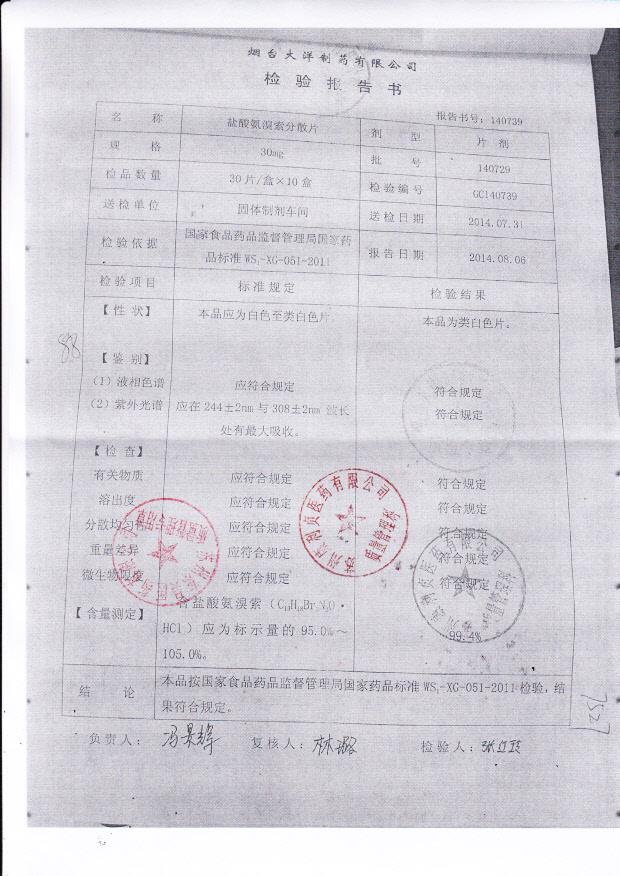 烟台大洋制药有限公司
检验报告书
报告书号：140739
名 称 盐酸氨溴索分散片 剂 型 片 剂
规 格 30mg 批 号 140729
检品数量 30片/盒×10盒 检验编号 GC140739
送检单位 固体制剂车间 送检日期 2014.07.31
检验依据 国家食品药品监督管理局国家药
品标准WS₁-XG-051-2011 报告日期 2014.08.06
检验项目 标准规定 检验结果
【性 状】 本品应为白色至类白色片。 本品为类白色片。
88
【鉴 别】
（1）液相色谱 应符合规定 符合规定
（2）紫外光谱 应在244±2nm与308±2nm 波长 符合规定
处有最大吸收。
【检 查】
有关物质 应符合规定 符合规定
溶出度 应符合规定 符合规定
分散均匀性 应符合规定 符合规定
重量差异 应符合规定 符合规定
微生物限度 应符合规定 符合规定
【含量测定】 含盐酸氨溴索（C₁₃H₁₈Br₂N₂O·
HCl）应为标示量的95.0%～ 99.4%
105.0%。
结 论 本品按国家食品药品监督管理局国家药品标准WS₁-XG-051-2011检验，结
果符合规定。
负责人： 复核人：林璐 检验人：